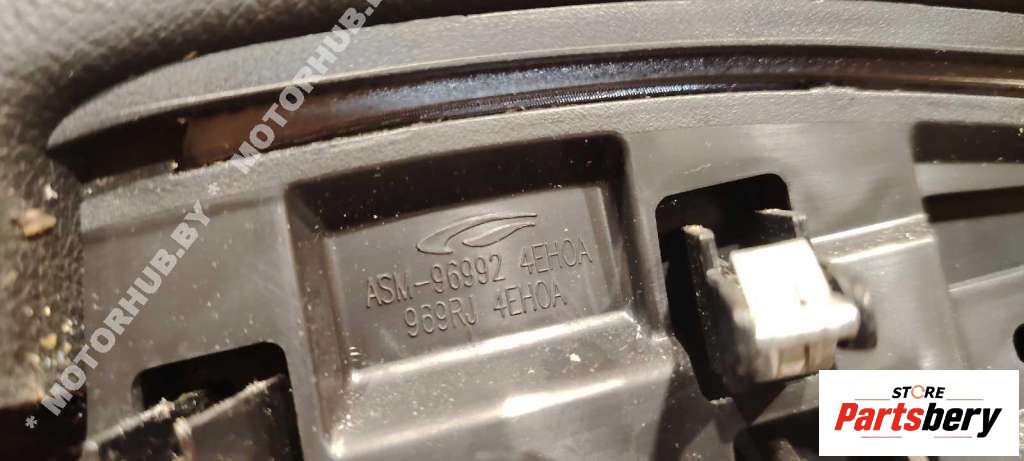 ASM-96992 4EH0A
969RJ 4EH0A
* MOTORHUB.BY * MOTORHUB.BY
STORE
Partsbery